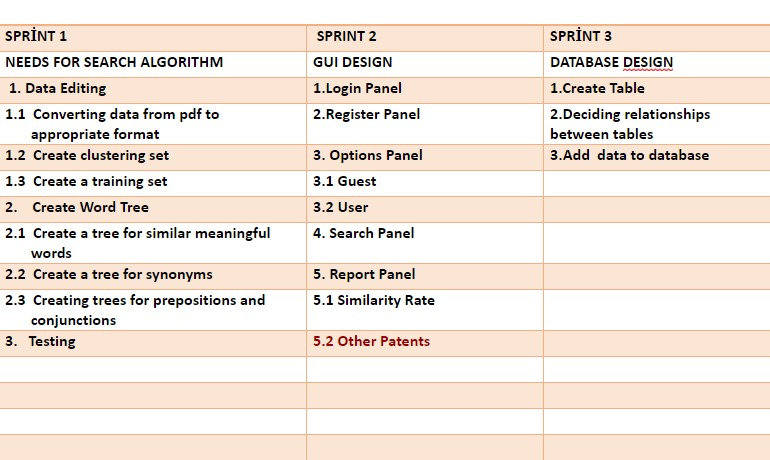 SPRİNT 1 SPRINT 2 SPRİNT 3
NEEDS FOR SEARCH ALGORITHM GUI DESIGN DATABASE DESIGN
1. Data Editing 1.Login Panel 1.Create Table
1.1 Converting data from pdf to 2.Register Panel 2.Deciding relationships
appropriate format between tables
1.2 Create clustering set 3. Options Panel 3.Add data to database
1.3 Create a training set 3.1 Guest
2. Create Word Tree 3.2 User
2.1 Create a tree for similar meaningful 4. Search Panel
words
2.2 Create a tree for synonyms 5. Report Panel
2.3 Creating trees for prepositions and 5.1 Similarity Rate
conjunctions
3. Testing 5.2 Other Patents